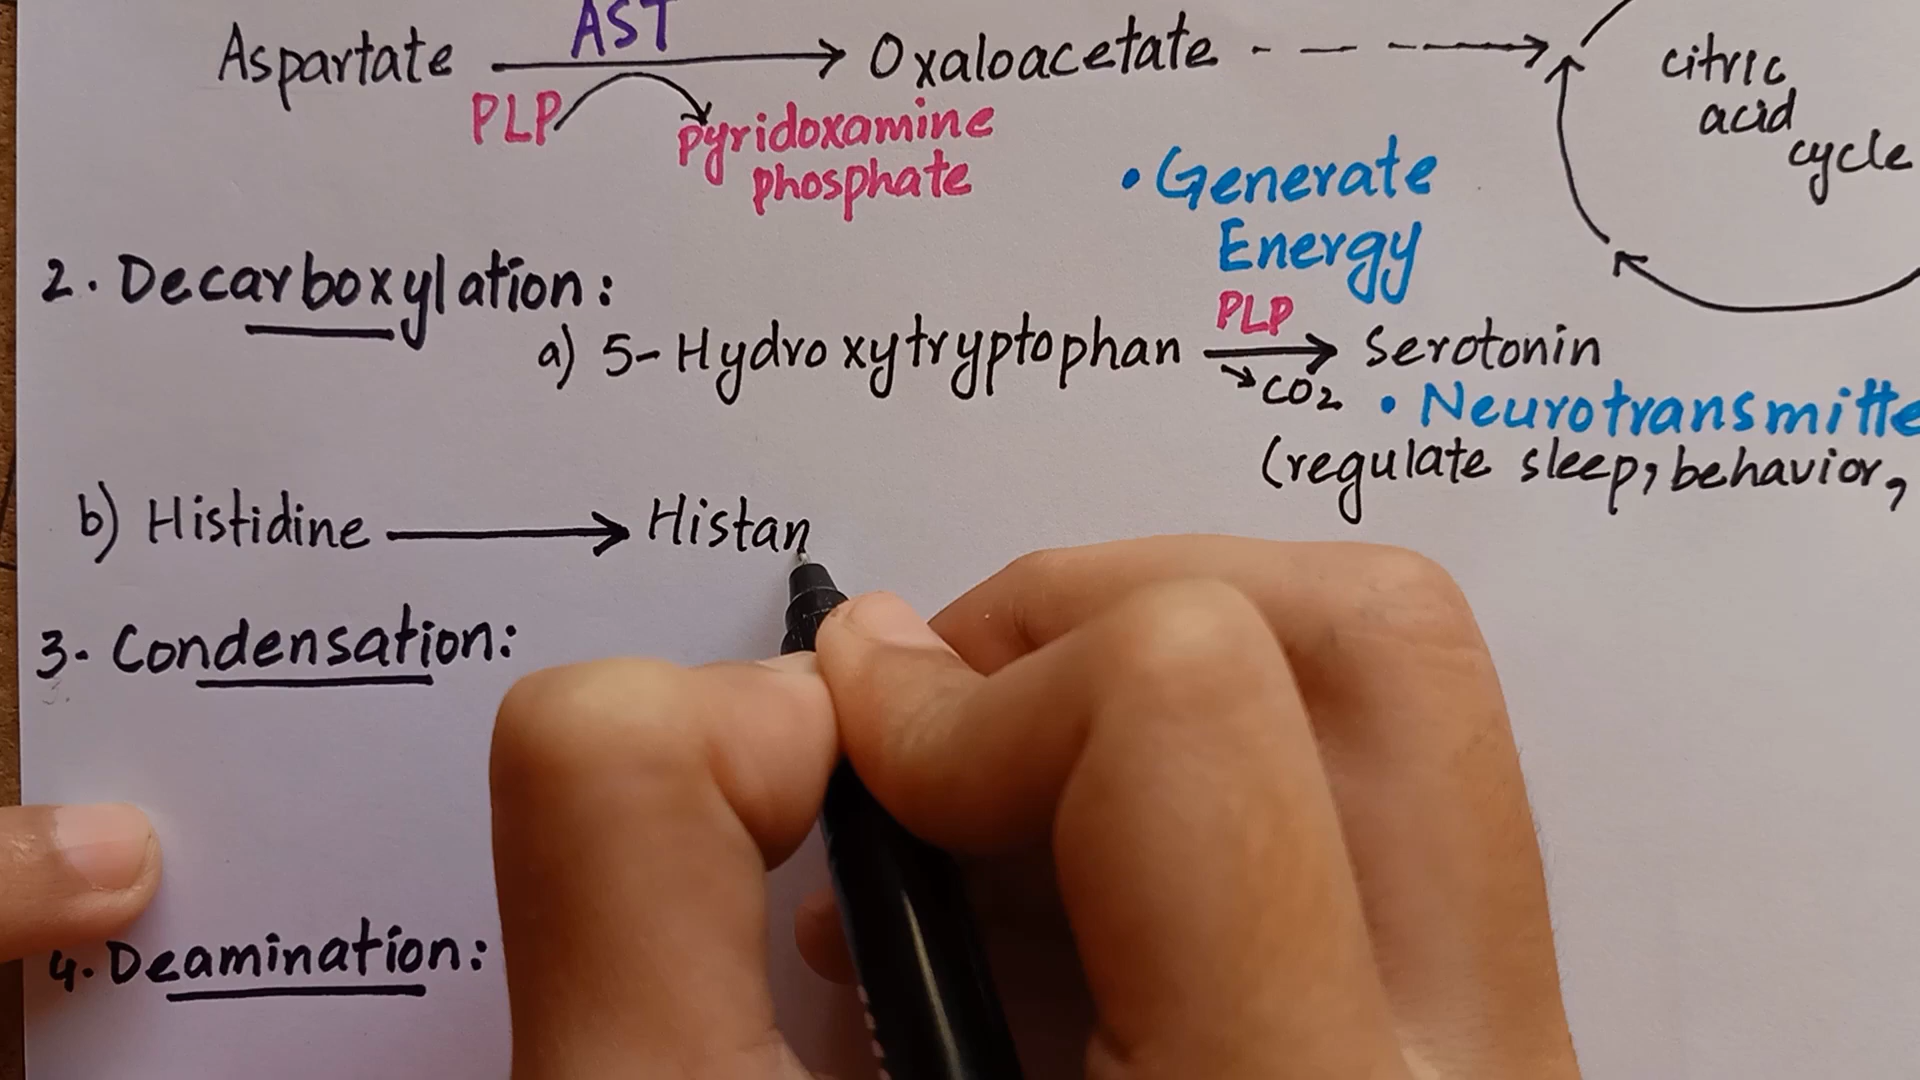 AST
Aspartate → Oxaloacetate - - - →
PLP
pyridoxamine
phosphate
citric
acid
cycle
• Generate
Energy
2. Decarboxylation:
PLP
a) 5-Hydroxytryptophan → Serotonin
CO2
• Neurotransmitte
(regulate sleep, behavior,
b) Histidine → Histan
3. Condensation:
4. Deamination: